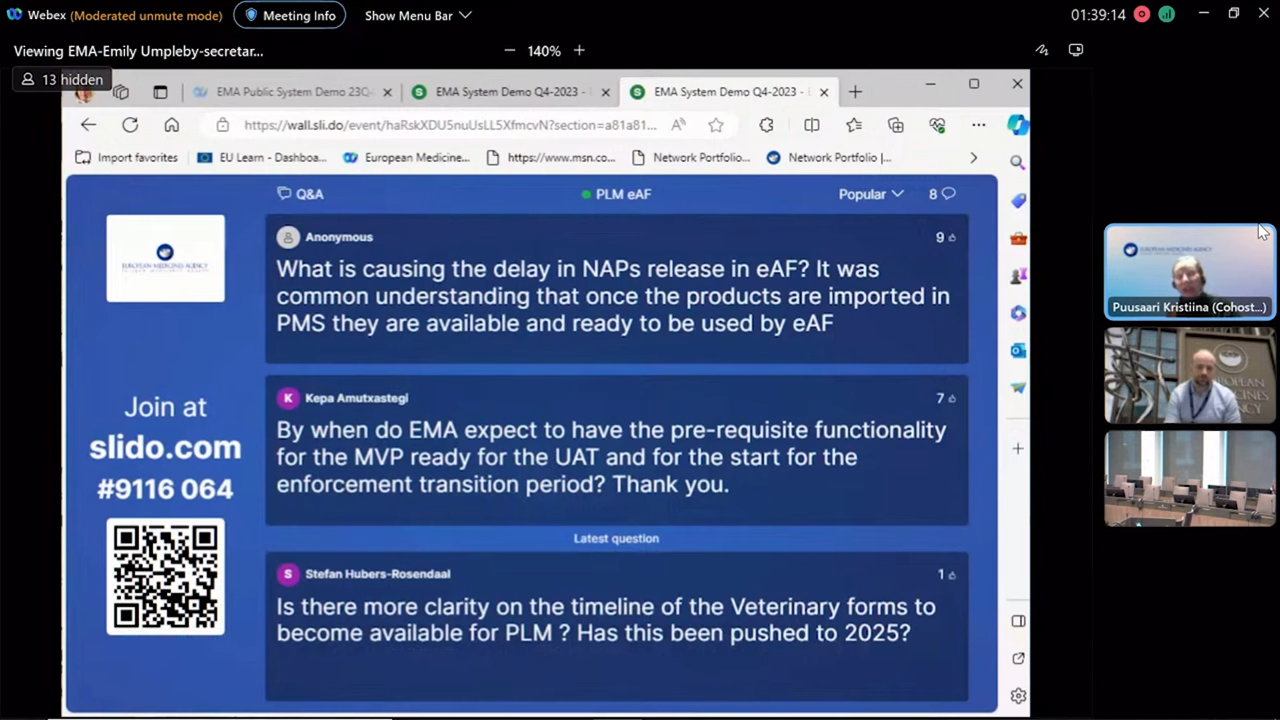 Webex (Moderated unmute mode) Meeting Info Show Menu Bar 01:39:14
Viewing EMA-Emily Umpleby-secretar... 140%
13 hidden
EMA Public System Demo 23Q EMA System Demo Q4-2023 - EMA System Demo Q4-2023 -
https://wall.sli.do/event/haRskXDU5nuUsLL5XfmcvN?section=a81a81...
Import favorites EU Learn - Dashboa... European Medicine... https://www.msn.co... Network Portfolio... Network Portfolio |...
Q&A PLM eAF Popular 8
EUROPEAN MEDICINES AGENCY
Join at
slido.com
#9116 064
Anonymous 9
What is causing the delay in NAPs release in eAF? It was
common understanding that once the products are imported in
PMS they are available and ready to be used by eAF
K Kepa Amutxastegi 7
By when do EMA expect to have the pre-requisite functionality
for the MVP ready for the UAT and for the start for the
enforcement transition period? Thank you.
Latest question
S Stefan Hubers-Rosendaal 1
Is there more clarity on the timeline of the Veterinary forms to
become available for PLM ? Has this been pushed to 2025?
EUROPEAN MEDICINES AGENCY
Puusaari Kristiina (Cohost...)